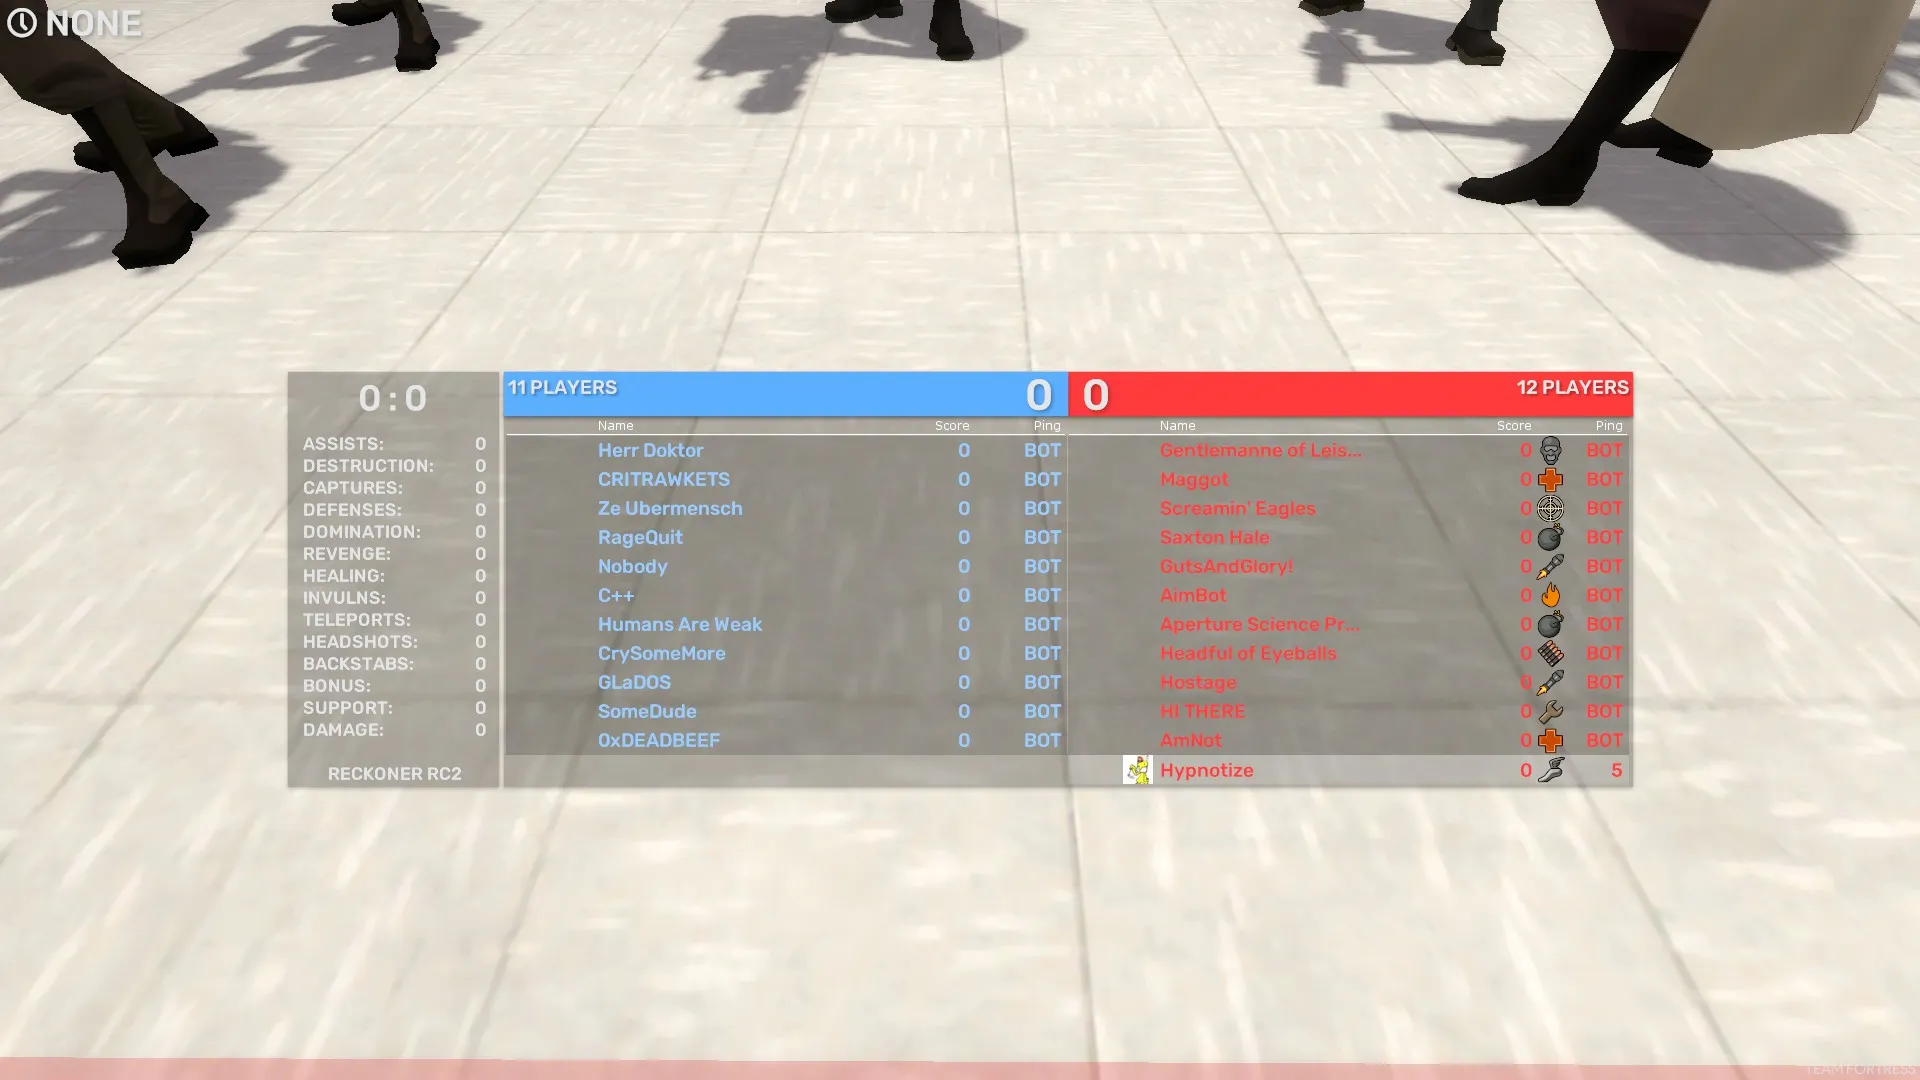 NONE
0 : 0
ASSISTS: 0
DESTRUCTION: 0
CAPTURES: 0
DEFENSES: 0
DOMINATION: 0
REVENGE: 0
HEALING: 0
INVULNS: 0
TELEPORTS: 0
HEADSHOTS: 0
BACKSTABS: 0
BONUS: 0
SUPPORT: 0
DAMAGE: 0
RECKONER RC2
11 PLAYERS 0
Name Score Ping
Herr Doktor 0 BOT
CRITRAWKETS 0 BOT
Ze Ubermensch 0 BOT
RageQuit 0 BOT
Nobody 0 BOT
C++ 0 BOT
Humans Are Weak 0 BOT
CrySomeMore 0 BOT
GLaDOS 0 BOT
SomeDude 0 BOT
0xDEADBEEF 0 BOT
0 12 PLAYERS
Name Score Ping
Gentlemanne of Leis... 0 BOT
Maggot 0 BOT
Screamin' Eagles 0 BOT
Saxton Hale 0 BOT
GutsAndGlory! 0 BOT
AimBot 0 BOT
Aperture Science Pr... 0 BOT
Headful of Eyeballs 0 BOT
Hostage 0 BOT
HI THERE 0 BOT
AmNot 0 BOT
Hypnotize 0 5
TEAM FORTRESS